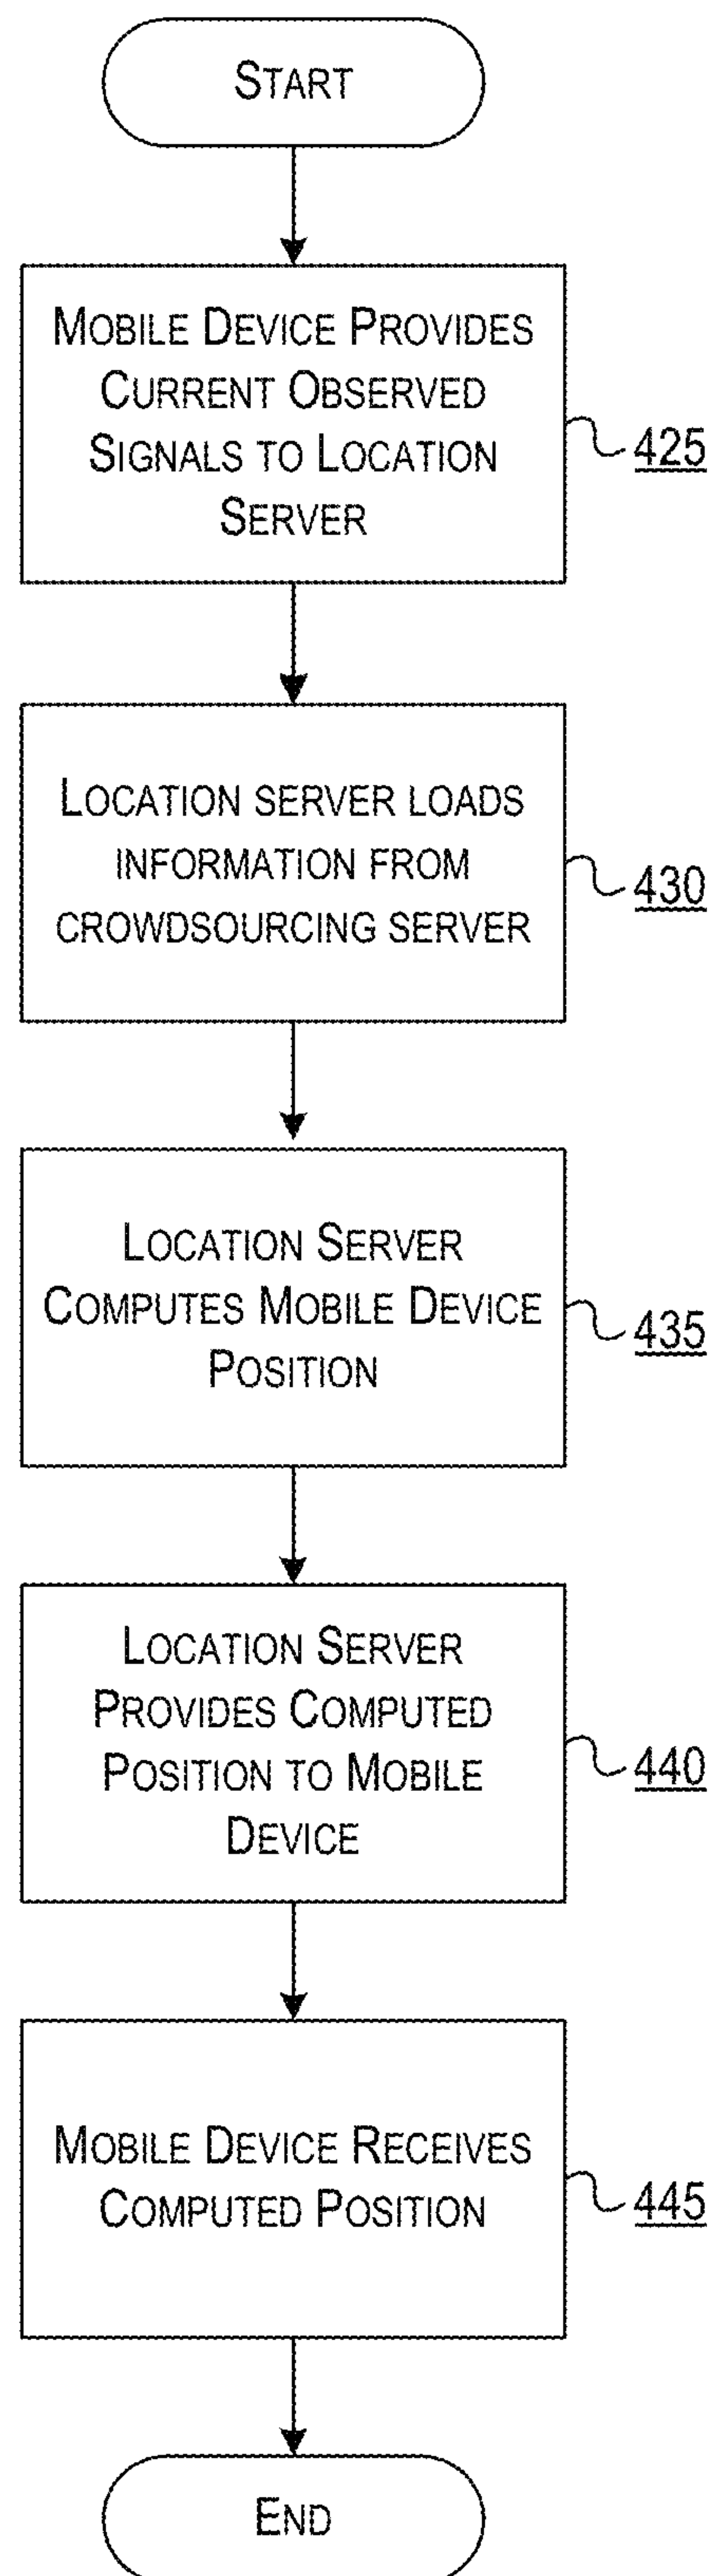 START
MOBILE DEVICE PROVIDES
CURRENT OBSERVED
SIGNALS TO LOCATION
SERVER
425
LOCATION SERVER LOADS
INFORMATION FROM
CROWDSOURCING SERVER
430
LOCATION SERVER
COMPUTES MOBILE DEVICE
POSITION
435
LOCATION SERVER
PROVIDES COMPUTED
POSITION TO MOBILE
DEVICE
440
MOBILE DEVICE RECEIVES
COMPUTED POSITION
445
END